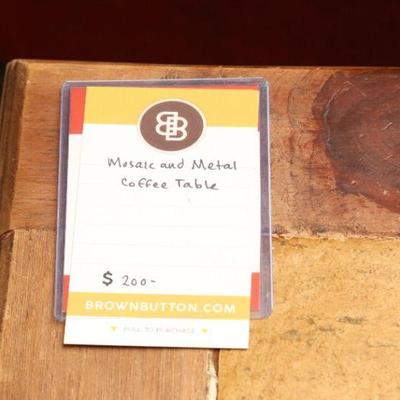 BB
Mosaic and Metal
Coffee Table
$ 200-
BROWNBUTTON.COM
PULL TO PURCHASE